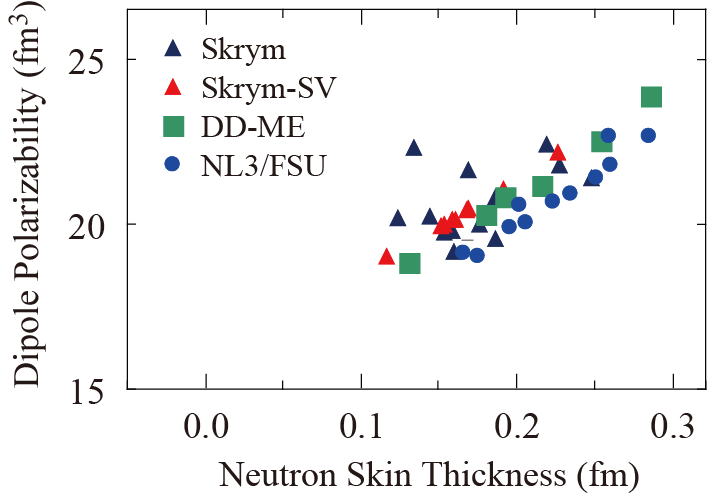 Dipole Polarizability (fm³)
25
20
15
Skrym
Skrym-SV
DD-ME
NL3/FSU
0.0 0.1 0.2 0.3
Neutron Skin Thickness (fm)